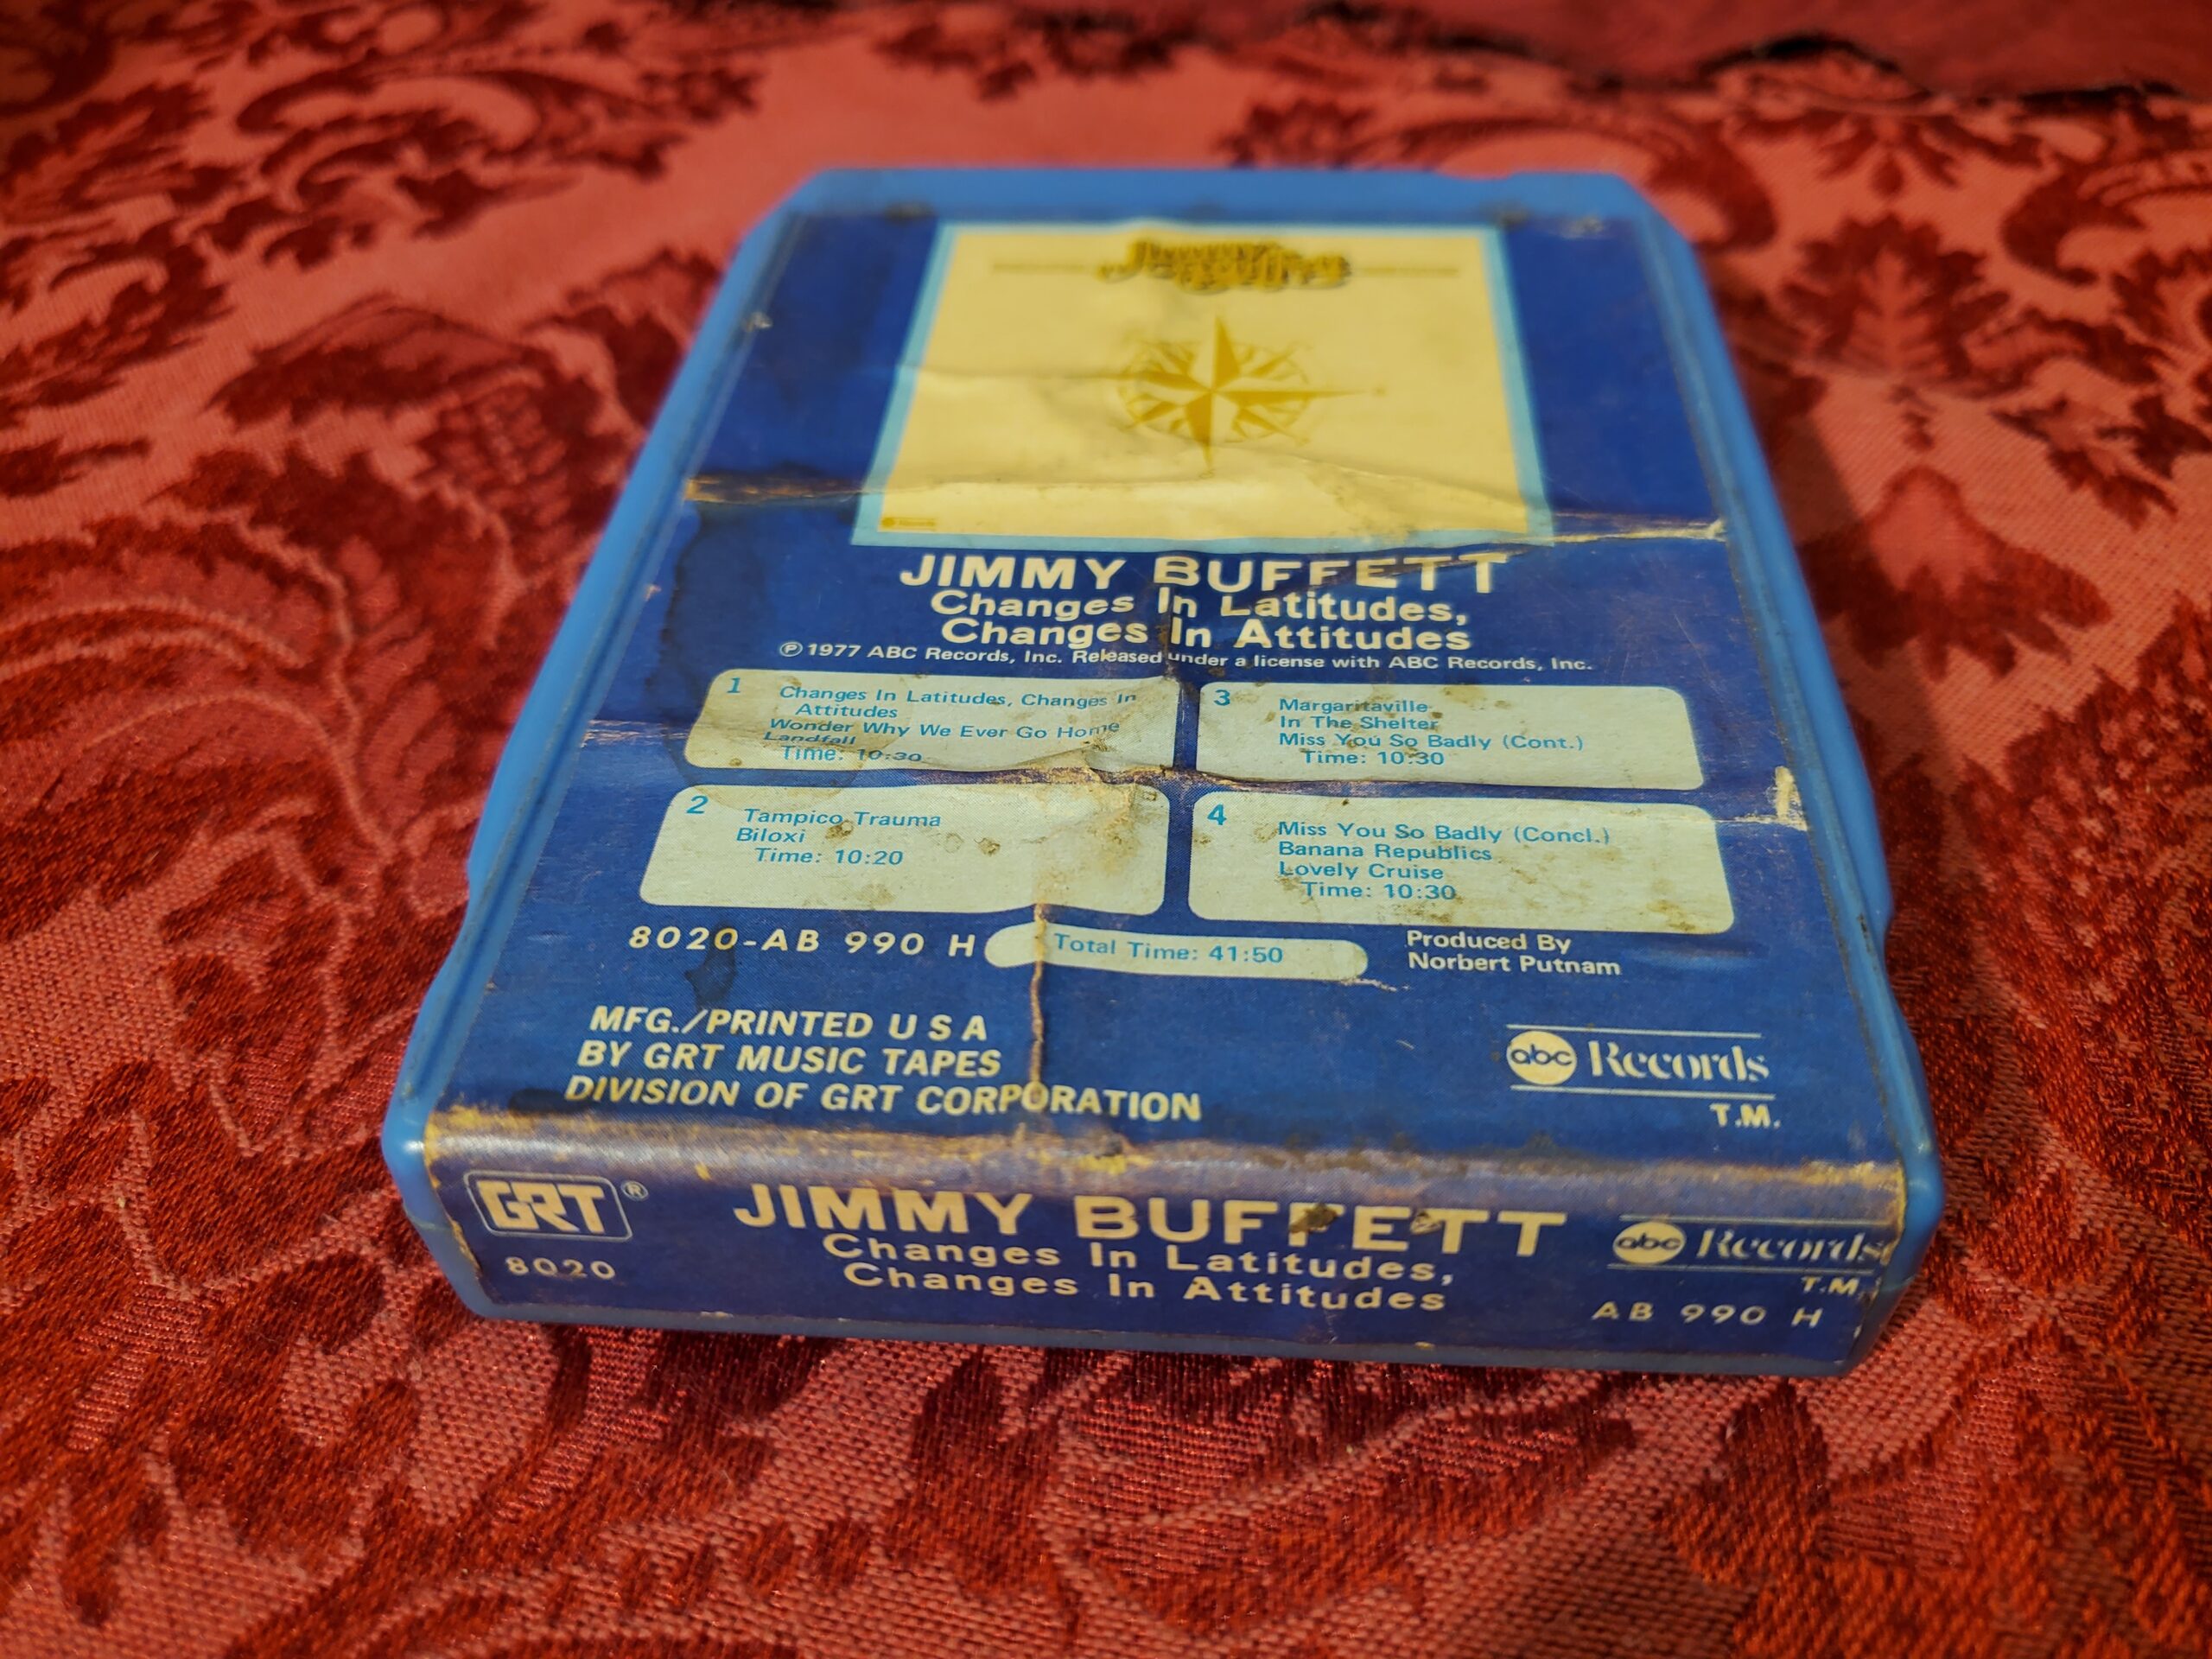 JIMMY BUFFETT
Changes In Latitudes,
Changes In Attitudes
℗ 1977 ABC Records, Inc. Released under a license with ABC Records, Inc.
1
Changes In Latitudes, Changes In
Attitudes
Wonder Why We Ever Go Home
Landfall
Time: 10:30
2
Tampico Trauma
Biloxi
Time: 10:20
3
Margaritaville
In The Shelter
Miss You So Badly (Cont.)
Time: 10:30
4
Miss You So Badly (Concl.)
Banana Republics
Lovely Cruise
Time: 10:30
8020-AB 990 H
Total Time: 41:50
Produced By
Norbert Putnam
MFG./PRINTED U S A
BY GRT MUSIC TAPES
DIVISION OF GRT CORPORATION
abc Records
T.M.
GRT®
8020
JIMMY BUFFETT
Changes In Latitudes,
Changes In Attitudes
abc Records
T.M.
AB 990 H